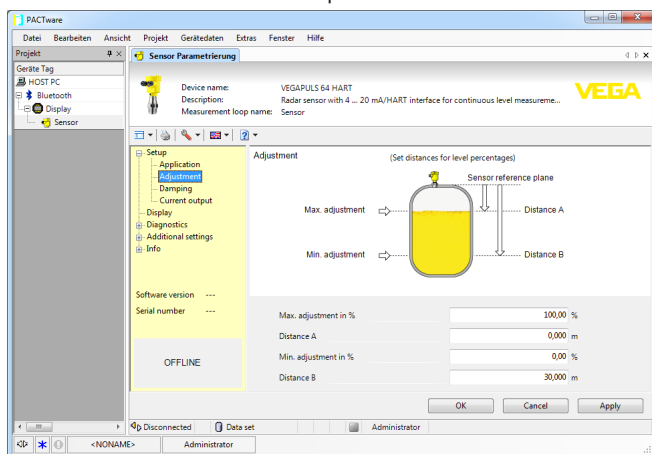 PACTware
Datei Bearbeiten Ansicht Projekt Gerätedaten Extras Fenster Hilfe
Projekt
Geräte Tag
HOST PC
Bluetooth
Display
Sensor
Sensor Parametrierung
Device name: VEGAPULS 64 HART
Description: Radar sensor with 4 ... 20 mA/HART interface for continuous level measureme...
Measurement loop name: Sensor
VEGA
Setup
Application
Adjustment
Damping
Current output
Display
Diagnostics
Additional settings
Info
Software version ---
Serial number ---
OFFLINE
Adjustment (Set distances for level percentages)
Sensor reference plane
Max. adjustment Distance A
Min. adjustment Distance B
Max. adjustment in % 100,00 %
Distance A 0,000 m
Min. adjustment in % 0,00 %
Distance B 30,000 m
OK Cancel Apply
Disconnected Data set Administrator
<NONAME> Administrator